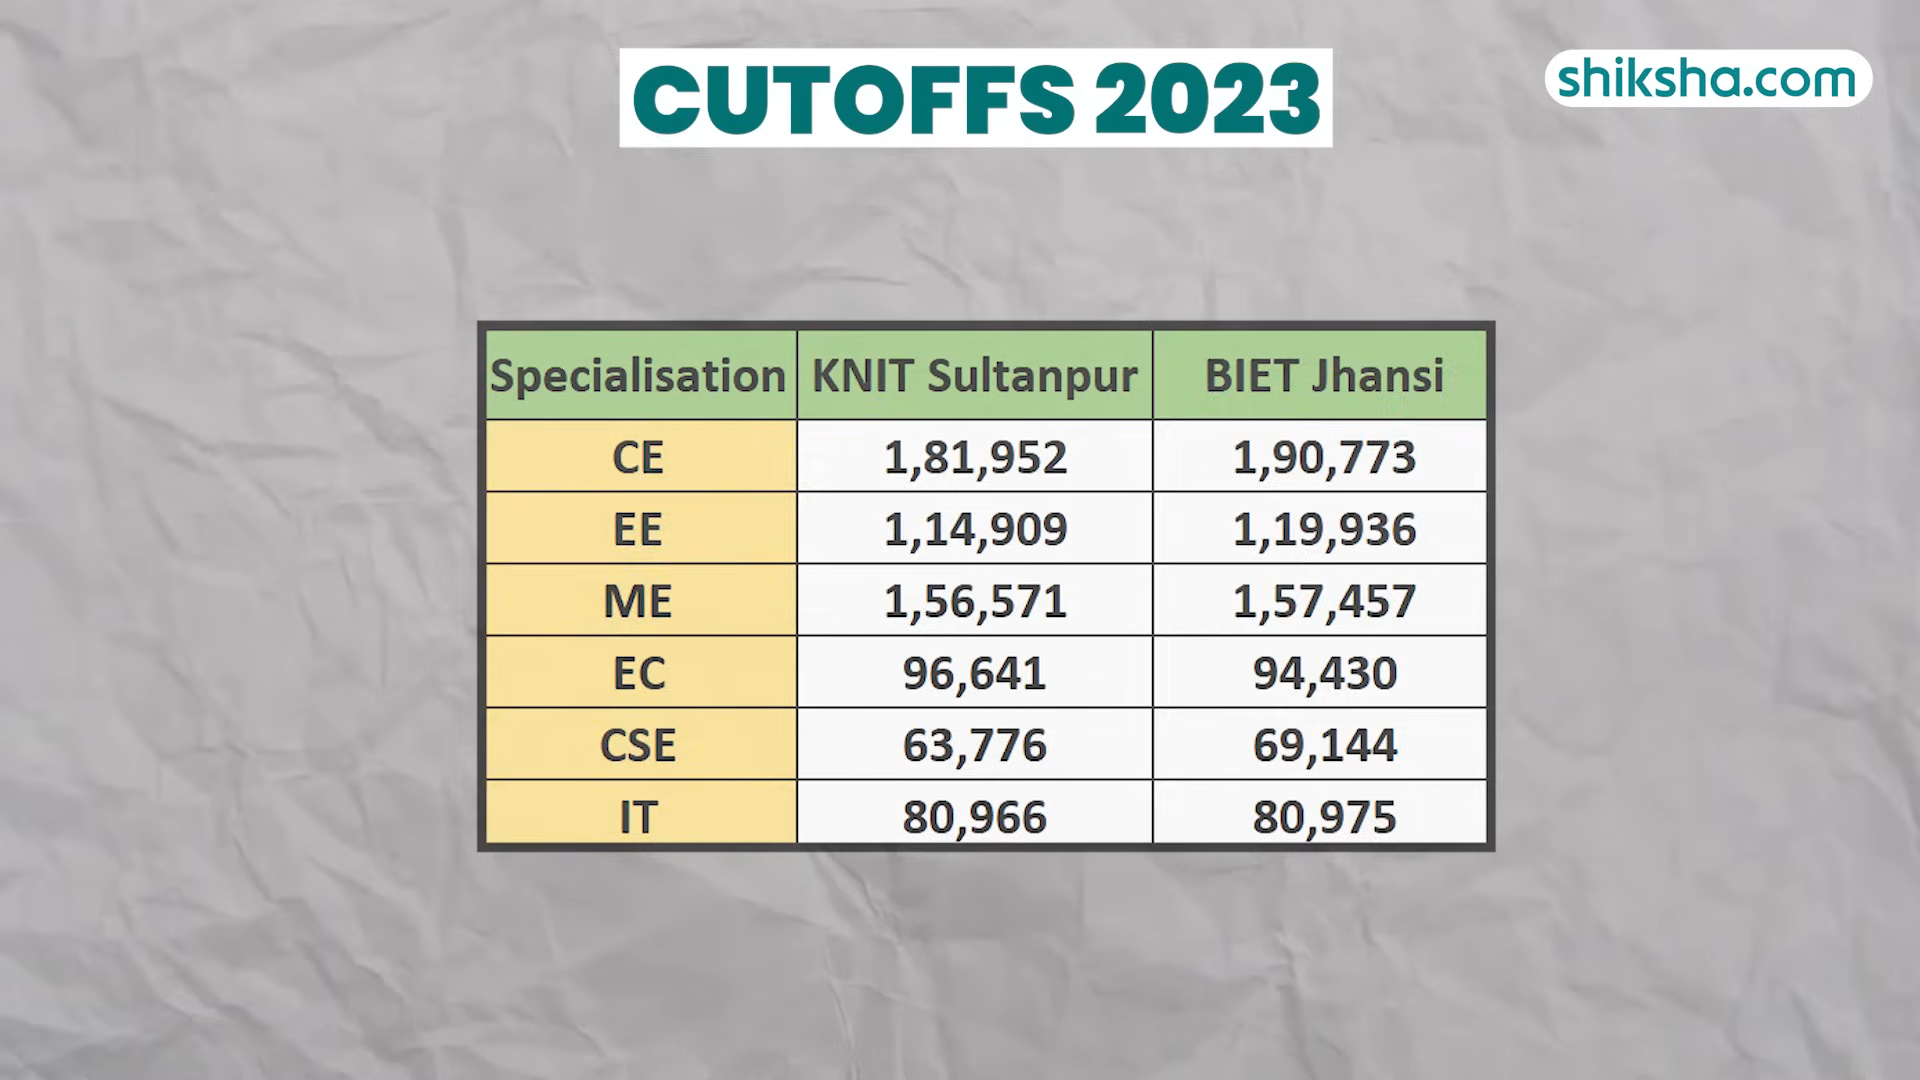 CUTOFFS 2023
shiksha.com
Specialisation KNIT Sultanpur BIET Jhansi
CE 1,81,952 1,90,773
EE 1,14,909 1,19,936
ME 1,56,571 1,57,457
EC 96,641 94,430
CSE 63,776 69,144
IT 80,966 80,975